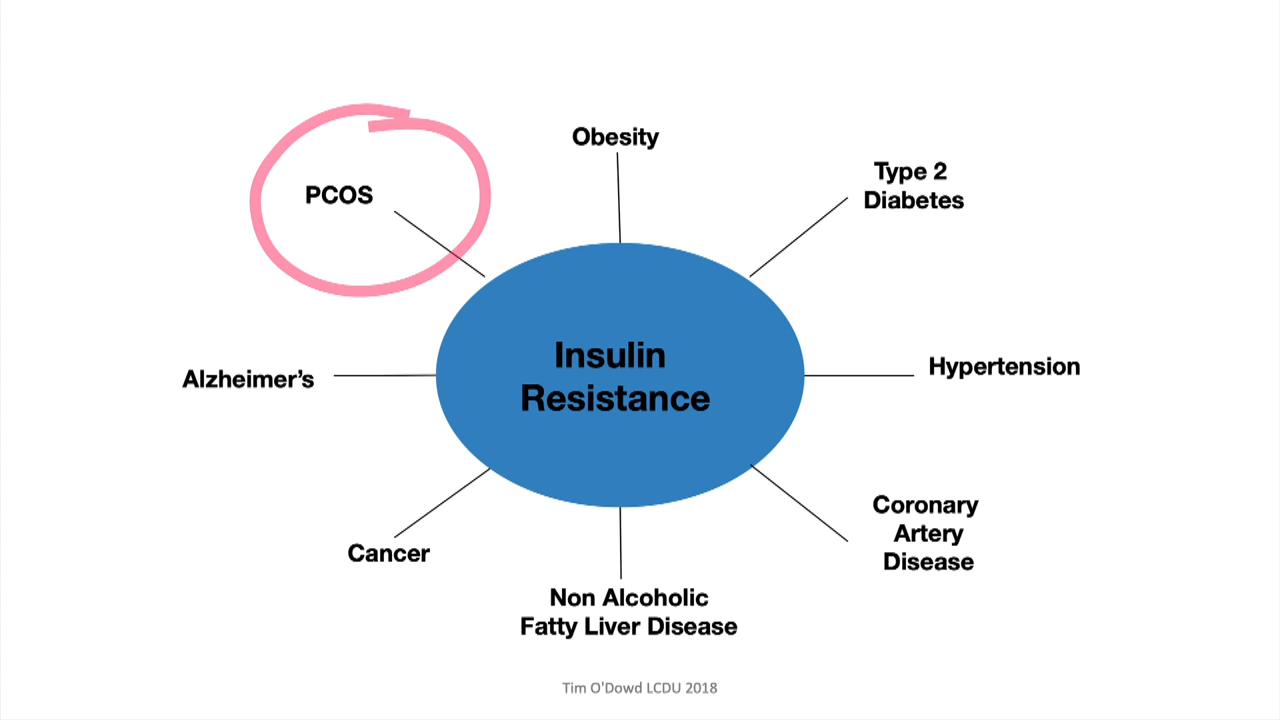 Obesity
Type 2
Diabetes
PCOS
Insulin
Resistance
Hypertension
Alzheimer’s
Coronary
Artery
Disease
Cancer
Non Alcoholic
Fatty Liver Disease
Tim O'Dowd LCDU 2018